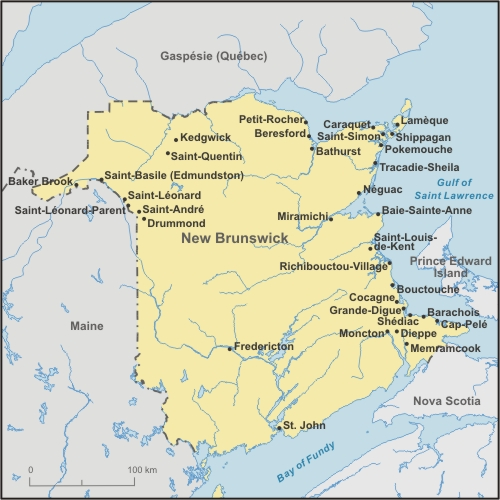 Gaspésie (Québec)
Petit-Rocher
Lamèque
Caraquet
Beresford
Saint-Simon
Shippagan
Kedgwick
Pokemouche
Bathurst
Saint-Quentin
Tracadie-Sheila
Saint-Basile (Edmundston)
Baker Brook
Gulf of
Saint Lawrence
Néguac
Saint-Léonard
Saint-Léonard-Parent
Saint-André
Baie-Sainte-Anne
Miramichi
Drummond
New Brunswick
Saint-Louis-
de-Kent
Prince Edward
Island
Richibouctou-Village
Bouctouche
Cocagne
Grande-Digue
Barachois
Shédiac
Cap-Pelé
Maine
Moncton
Dieppe
Fredericton
Memramcook
Nova Scotia
St. John
Bay of Fundy
0
100 km